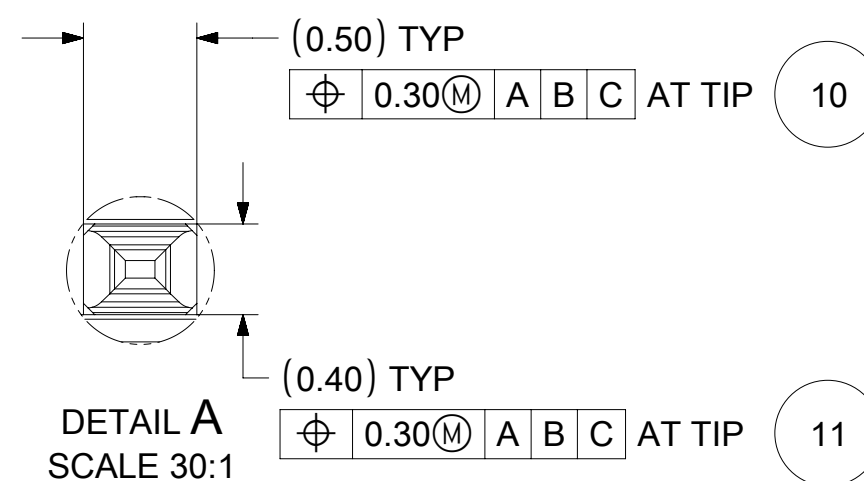 (0.50) TYP
⌖ 0.30Ⓜ A B C AT TIP 10
(0.40) TYP
⌖ 0.30Ⓜ A B C AT TIP 11
DETAIL A
SCALE 30:1